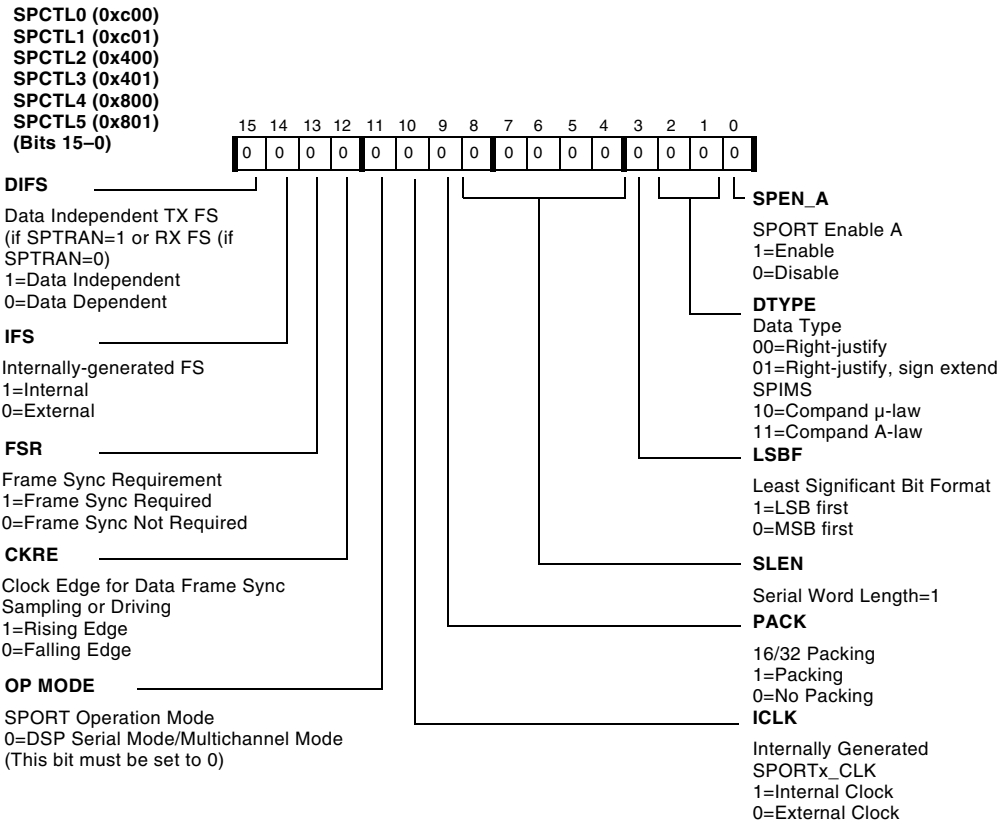 SPCTL0 (0xc00)
SPCTL1 (0xc01)
SPCTL2 (0x400)
SPCTL3 (0x401)
SPCTL4 (0x800)
SPCTL5 (0x801)
(Bits 15–0)
15 14 13 12 11 10 9 8 7 6 5 4 3 2 1 0
0 0 0 0 0 0 0 0 0 0 0 0 0 0 0 0
DIFS
Data Independent TX FS
(if SPTRAN=1 or RX FS (if
SPTRAN=0)
1=Data Independent
0=Data Dependent
IFS
Internally-generated FS
1=Internal
0=External
FSR
Frame Sync Requirement
1=Frame Sync Required
0=Frame Sync Not Required
CKRE
Clock Edge for Data Frame Sync
Sampling or Driving
1=Rising Edge
0=Falling Edge
OP MODE
SPORT Operation Mode
0=DSP Serial Mode/Multichannel Mode
(This bit must be set to 0)
SPEN_A
SPORT Enable A
1=Enable
0=Disable
DTYPE
Data Type
00=Right-justify
01=Right-justify, sign extend
SPIMS
10=Compand μ-law
11=Compand A-law
LSBF
Least Significant Bit Format
1=LSB first
0=MSB first
SLEN
Serial Word Length=1
PACK
16/32 Packing
1=Packing
0=No Packing
ICLK
Internally Generated
SPORTx_CLK
1=Internal Clock
0=External Clock